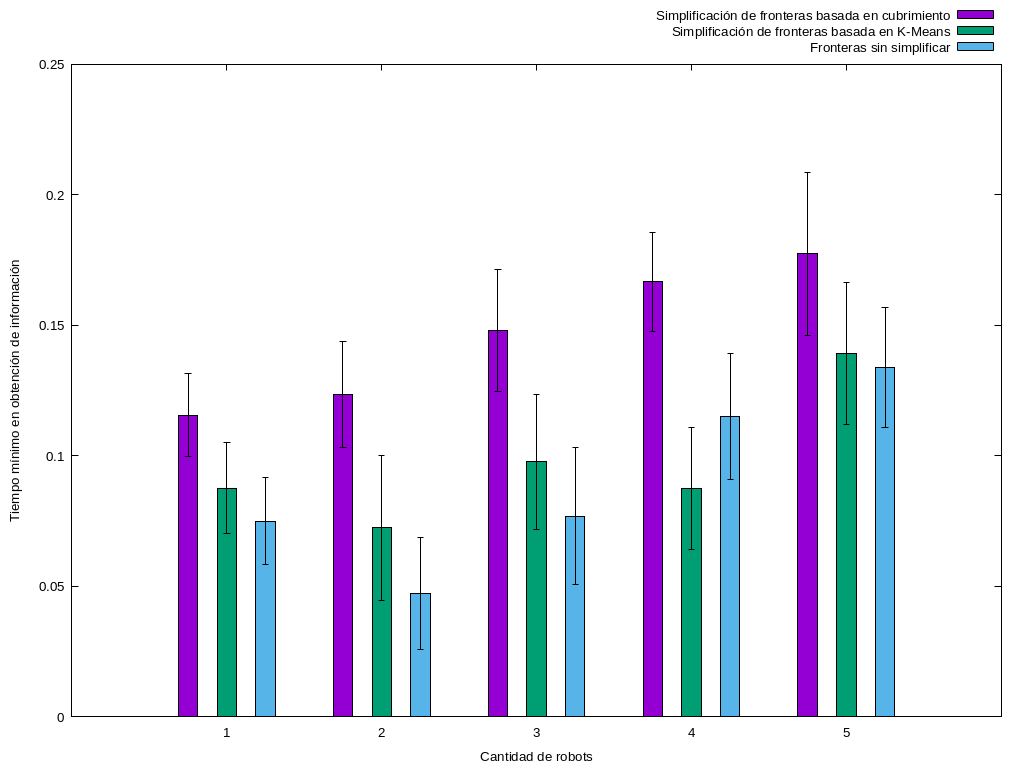 Simplificación de fronteras basada en cubrimiento
Simplificación de fronteras basada en K-Means
Fronteras sin simplificar
0.25
0.2
0.15
0.1
0.05
0
Tiempo mínimo en obtención de información
1 2 3 4 5
Cantidad de robots